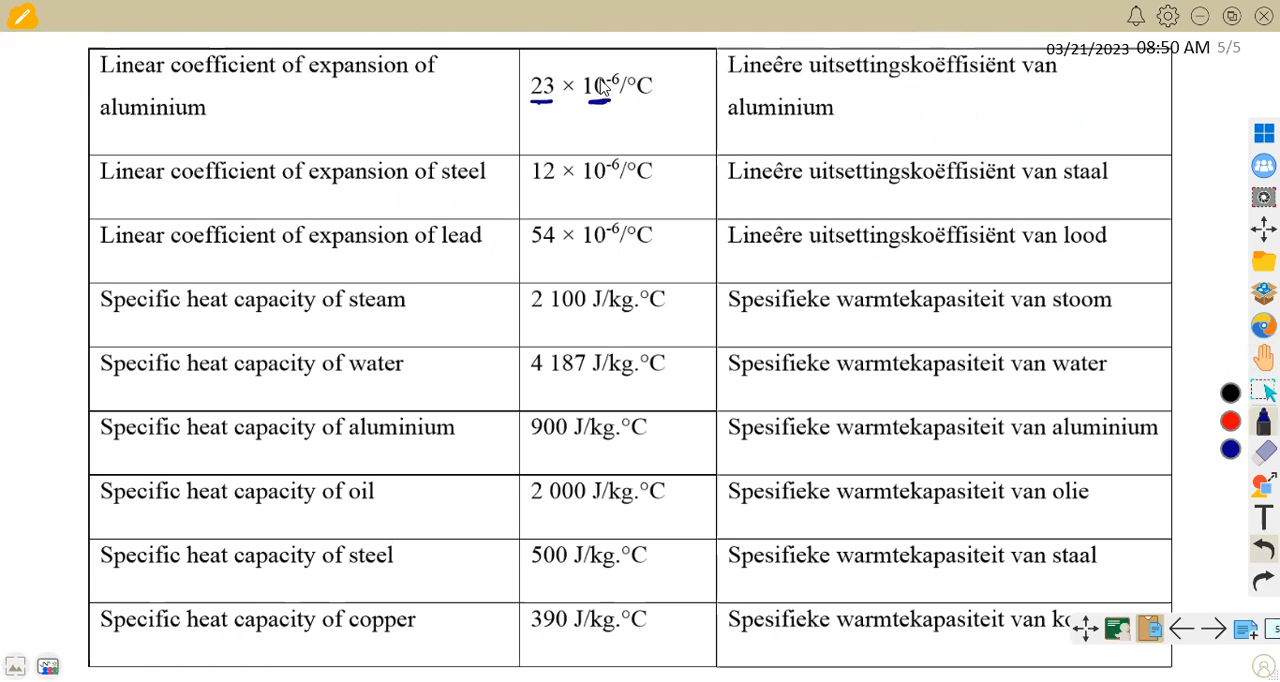 03/21/2023 08:50 AM 5/5
Linear coefficient of expansion of
aluminium
23 × 10⁻⁶/°C
Lineêre uitsettingskoëffisiënt van
aluminium
Linear coefficient of expansion of steel 12 × 10⁻⁶/°C Lineêre uitsettingskoëffisiënt van staal
Linear coefficient of expansion of lead 54 × 10⁻⁶/°C Lineêre uitsettingskoëffisiënt van lood
Specific heat capacity of steam 2 100 J/kg.°C Spesifieke warmtekapasiteit van stoom
Specific heat capacity of water 4 187 J/kg.°C Spesifieke warmtekapasiteit van water
Specific heat capacity of aluminium 900 J/kg.°C Spesifieke warmtekapasiteit van aluminium
Specific heat capacity of oil 2 000 J/kg.°C Spesifieke warmtekapasiteit van olie
Specific heat capacity of steel 500 J/kg.°C Spesifieke warmtekapasiteit van staal
Specific heat capacity of copper 390 J/kg.°C Spesifieke warmtekapasiteit van